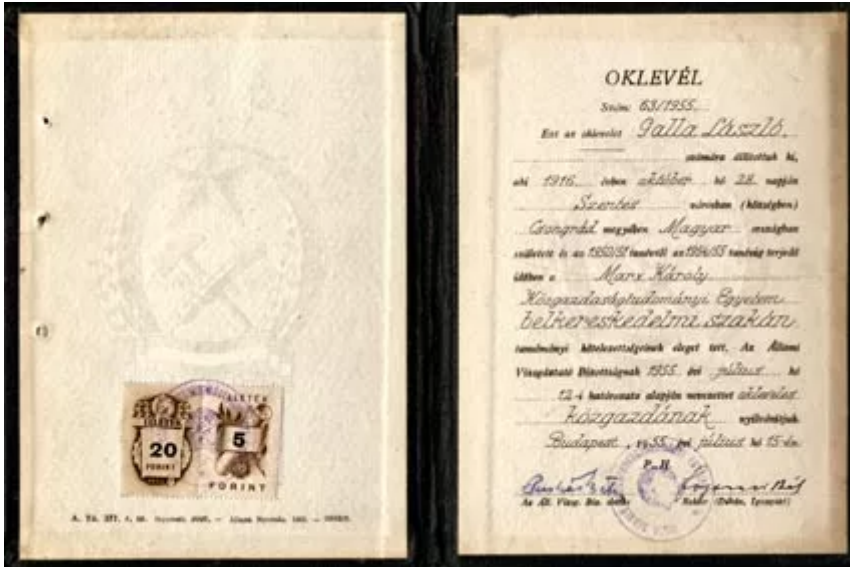 20
FORINT
5
FORINT
OKLEVÉL
Szám: 63/1955.
Ezt az oklevelet Galla László.
számára állítottuk ki,
aki 1916. évben október hó 28. napján
Szentes városban (községben)
Csongrád megyében Magyar országban
született és az 1950/51 tanévtől az 1954/55 tanévig terjedő
időben a Marx Károly
Közgazdaságtudományi Egyetem
belkereskedelmi szakán
tanulmányi kötelezettségeinek eleget tett. Az Állami
Vizsgáztató Bizottságnak 1955 évi július hó
12-i határozata alapján nevezettet okleveles
közgazdának nyilvánítjuk.
Budapest, 1955 évi július hó 15-én
P. H.
Az Áll. Vizsg. Biz. elnöke
Rektor (Dékán, Igazgató)